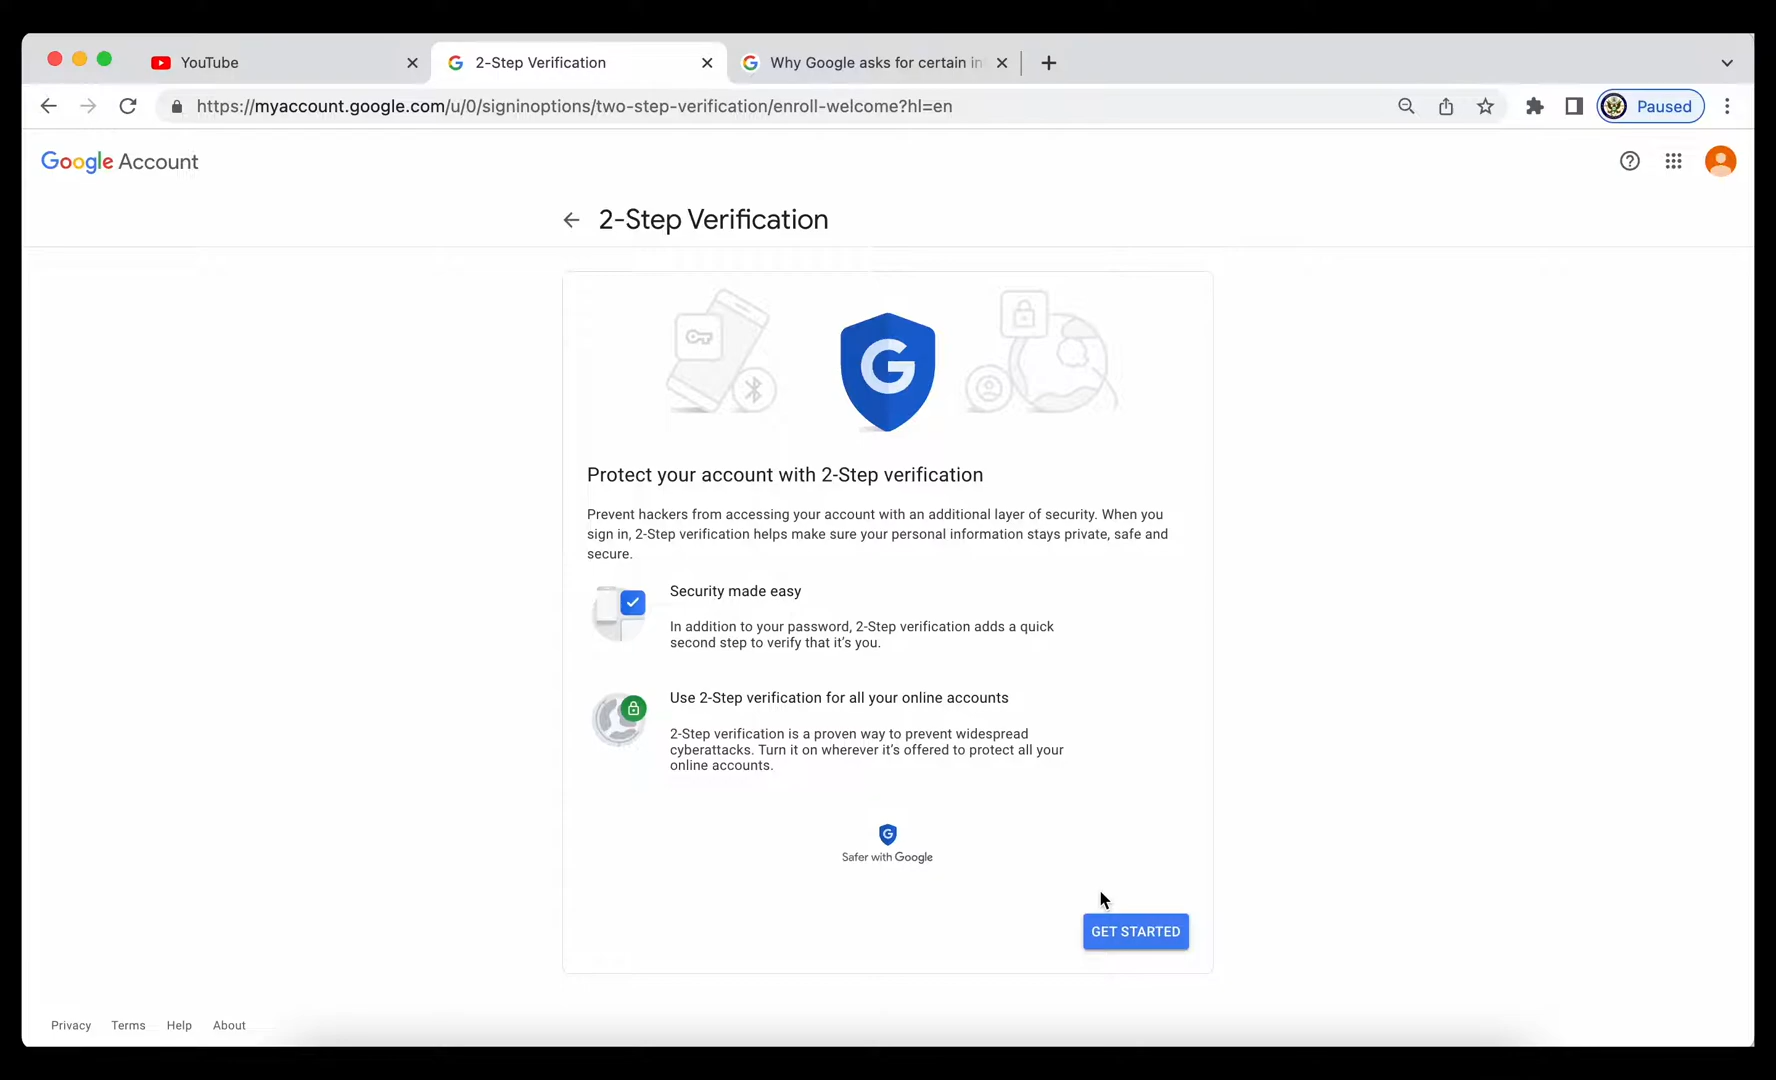 YouTube
2-Step Verification
Why Google asks for certain in
https://myaccount.google.com/u/0/signinoptions/two-step-verification/enroll-welcome?hl=en
Paused
Google Account
2-Step Verification
G
Protect your account with 2-Step verification
Prevent hackers from accessing your account with an additional layer of security. When you
sign in, 2-Step verification helps make sure your personal information stays private, safe and
secure.
Security made easy
In addition to your password, 2-Step verification adds a quick
second step to verify that it’s you.
Use 2-Step verification for all your online accounts
2-Step verification is a proven way to prevent widespread
cyberattacks. Turn it on wherever it’s offered to protect all your
online accounts.
G
Safer with Google
GET STARTED
Privacy Terms Help About